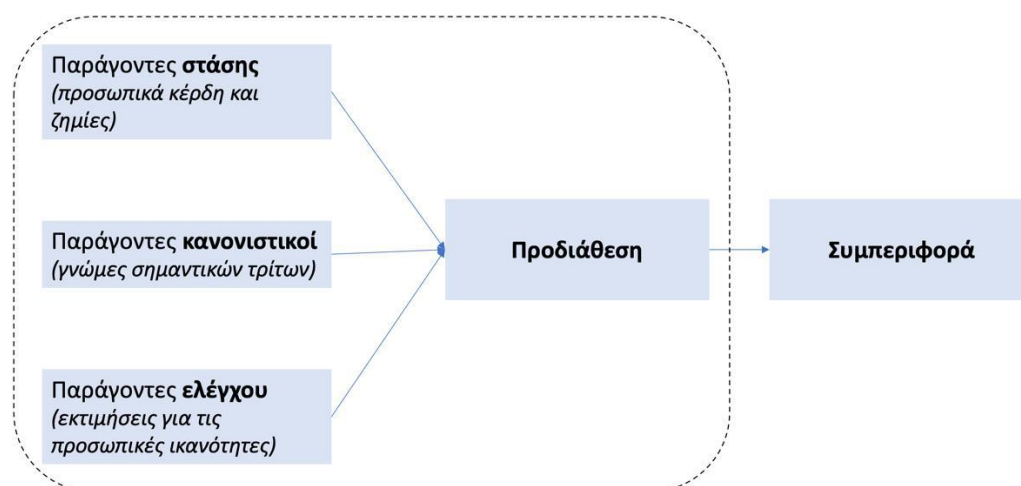 Παράγοντες στάσης
(προσωπικά κέρδη και
ζημίες)
Παράγοντες κανονιστικοί
(γνώμες σημαντικών τρίτων)
Παράγοντες ελέγχου
(εκτιμήσεις για τις
προσωπικές ικανότητες)
Προδιάθεση
Συμπεριφορά